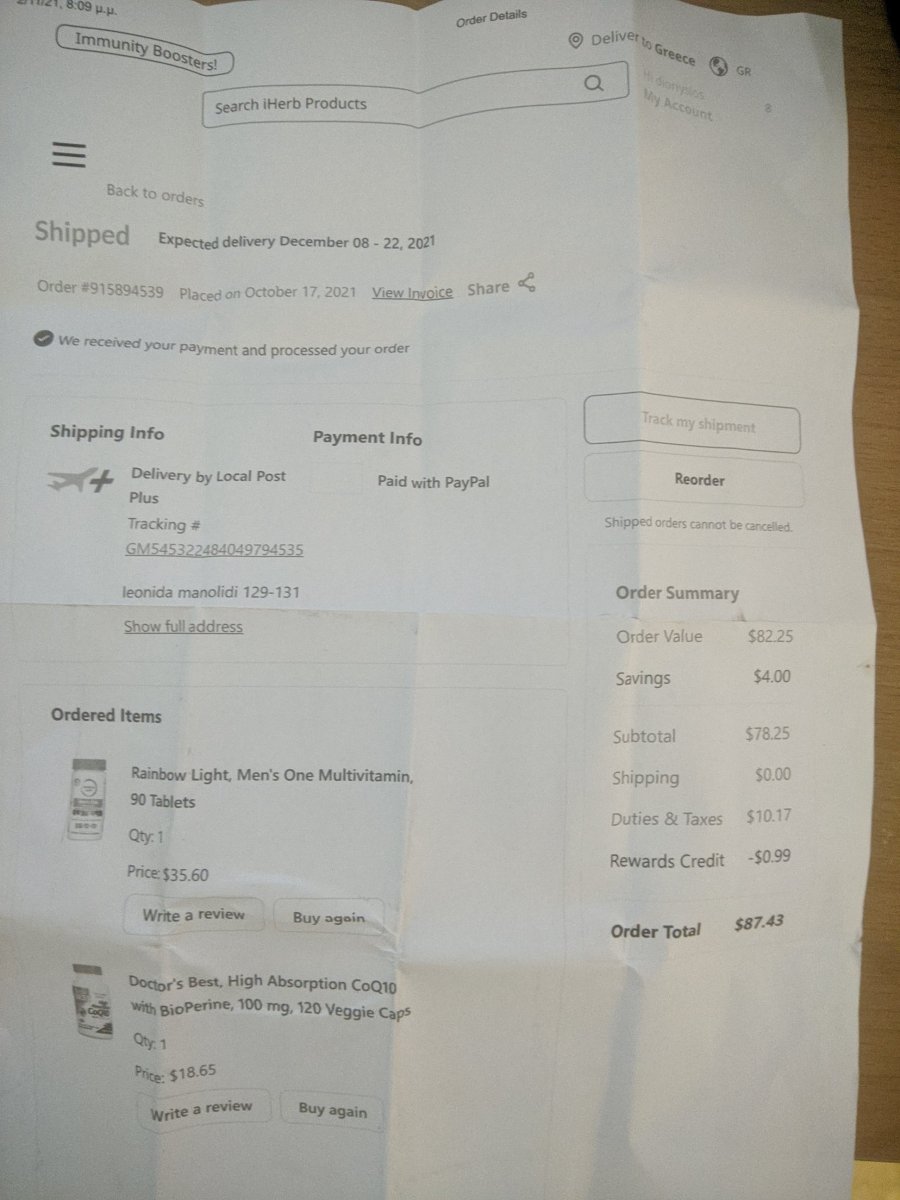 21, 8:09 μ.μ.
Order Details
Immunity Boosters!
Deliver to Greece
GR
Search iHerb Products
Hi dionysios
My Account
8
Back to orders
Shipped
Expected delivery December 08 - 22, 2021
Order #915894539 Placed on October 17, 2021 View Invoice Share
We received your payment and processed your order
Track my shipment
Reorder
Shipped orders cannot be cancelled.
Shipping Info
Payment Info
Delivery by Local Post
Plus
Paid with PayPal
Tracking #
GM545322484049794535
leonida manolidi 129-131
Show full address
Order Summary
Order Value $82.25
Savings $4.00
Subtotal $78.25
Shipping $0.00
Duties & Taxes $10.17
Rewards Credit -$0.99
Order Total $87.43
Ordered Items
Rainbow Light, Men's One Multivitamin,
90 Tablets
Qty: 1
Price: $35.60
Write a review
Buy again
CoQ10
Doctor's Best, High Absorption CoQ10
with BioPerine, 100 mg, 120 Veggie Caps
Qty: 1
Price: $18.65
Write a review
Buy again